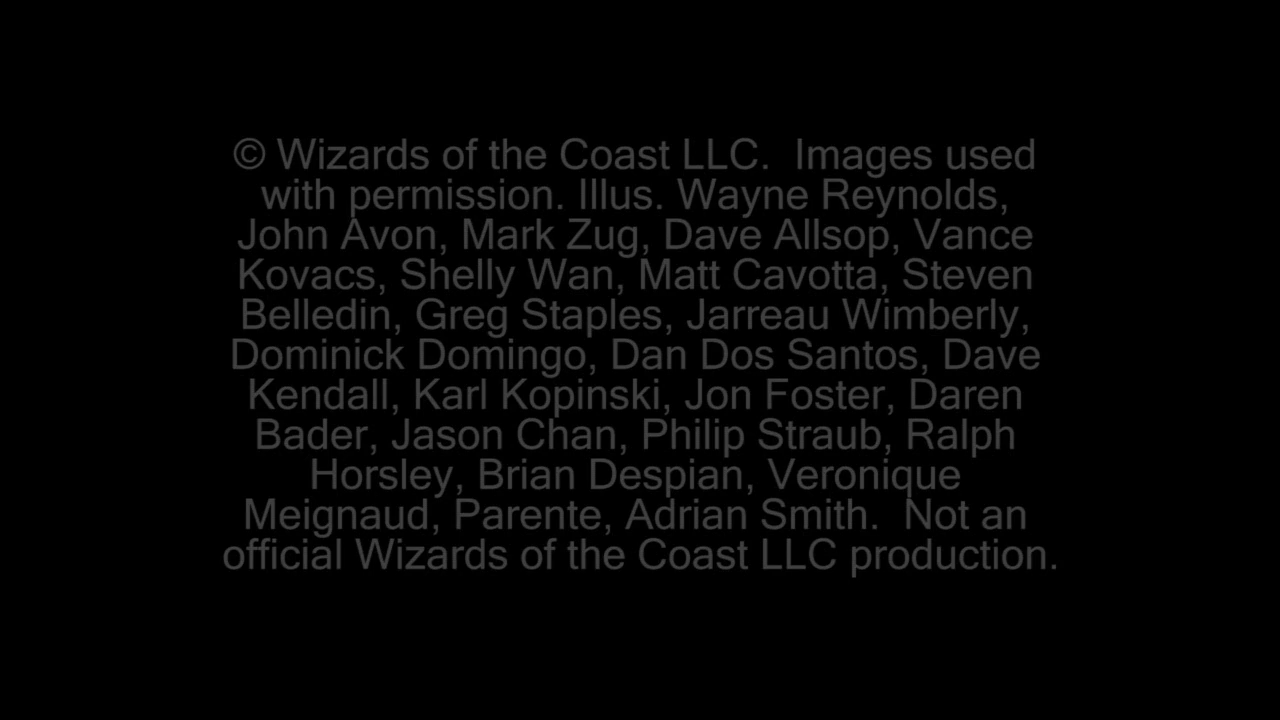 © Wizards of the Coast LLC.  Images used
with permission. Illus. Wayne Reynolds,
John Avon, Mark Zug, Dave Allsop, Vance
Kovacs, Shelly Wan, Matt Cavotta, Steven
Belledin, Greg Staples, Jarreau Wimberly,
Dominick Domingo, Dan Dos Santos, Dave
Kendall, Karl Kopinski, Jon Foster, Daren
Bader, Jason Chan, Philip Straub, Ralph
Horsley, Brian Despian, Veronique
Meignaud, Parente, Adrian Smith.  Not an
official Wizards of the Coast LLC production.